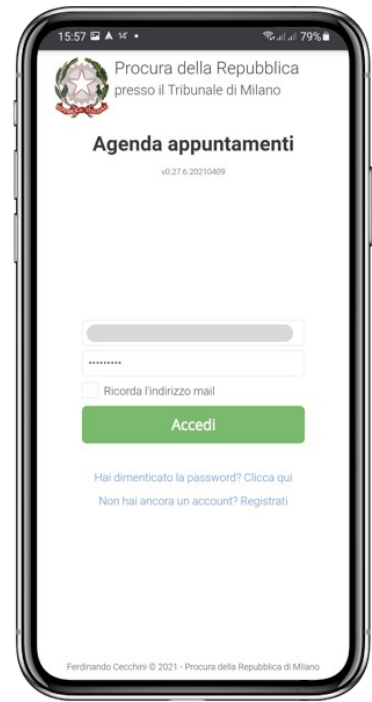 15:57
79%
Procura della Repubblica
presso il Tribunale di Milano
Agenda appuntamenti
v0.27.6.20210409
•••••••••
Ricorda l'indirizzo mail
Accedi
Hai dimenticato la password? Clicca qui
Non hai ancora un account? Registrati
Ferdinando Cecchini © 2021 - Procura della Repubblica di Milano